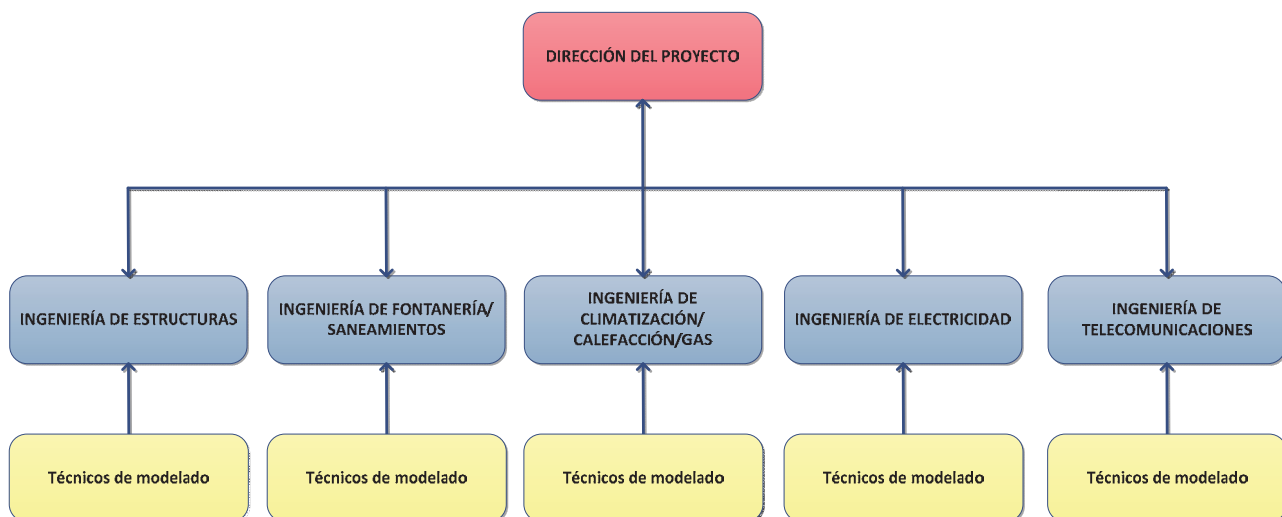 DIRECCIÓN DEL PROYECTO
INGENIERÍA DE ESTRUCTURAS
INGENIERÍA DE FONTANERÍA/
SANEAMIENTOS
INGENIERÍA DE
CLIMATIZACIÓN/
CALEFACCIÓN/GAS
INGENIERÍA DE ELECTRICIDAD
INGENIERÍA DE
TELECOMUNICACIONES
Técnicos de modelado
Técnicos de modelado
Técnicos de modelado
Técnicos de modelado
Técnicos de modelado